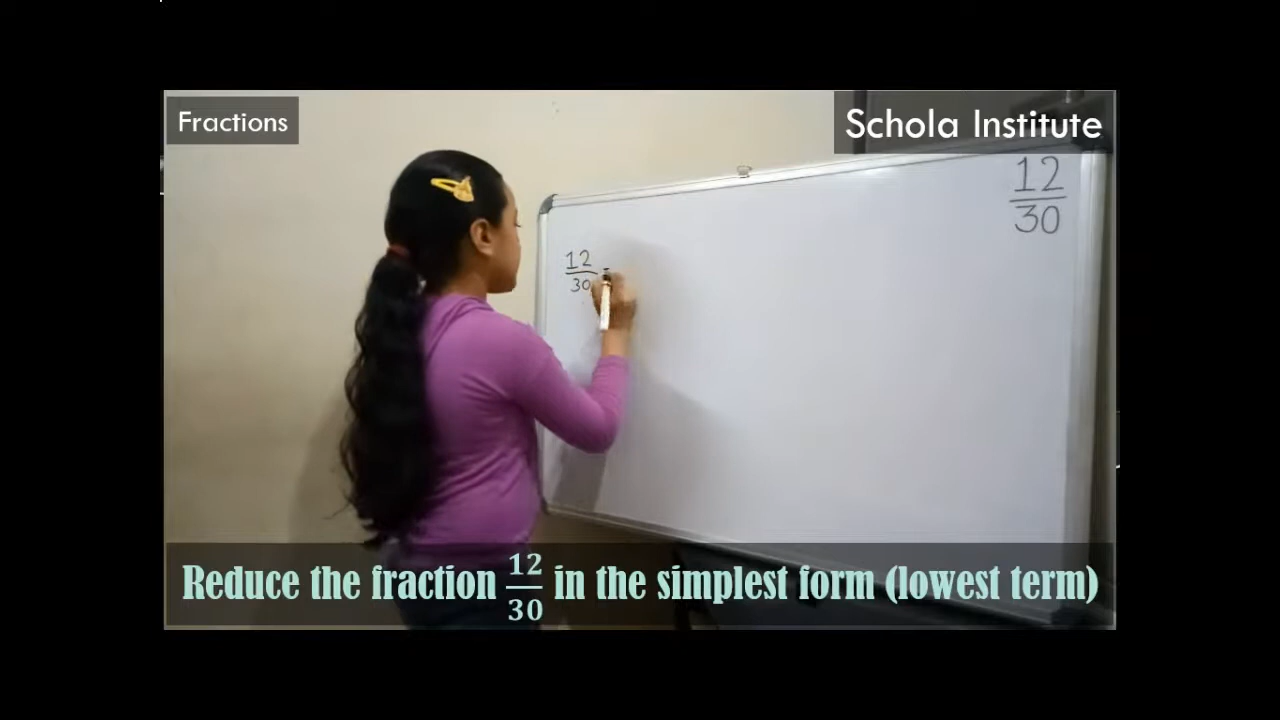 Fractions
Schola Institute
12
30
12
30 =
Reduce the fraction 12/30 in the simplest form (lowest term)